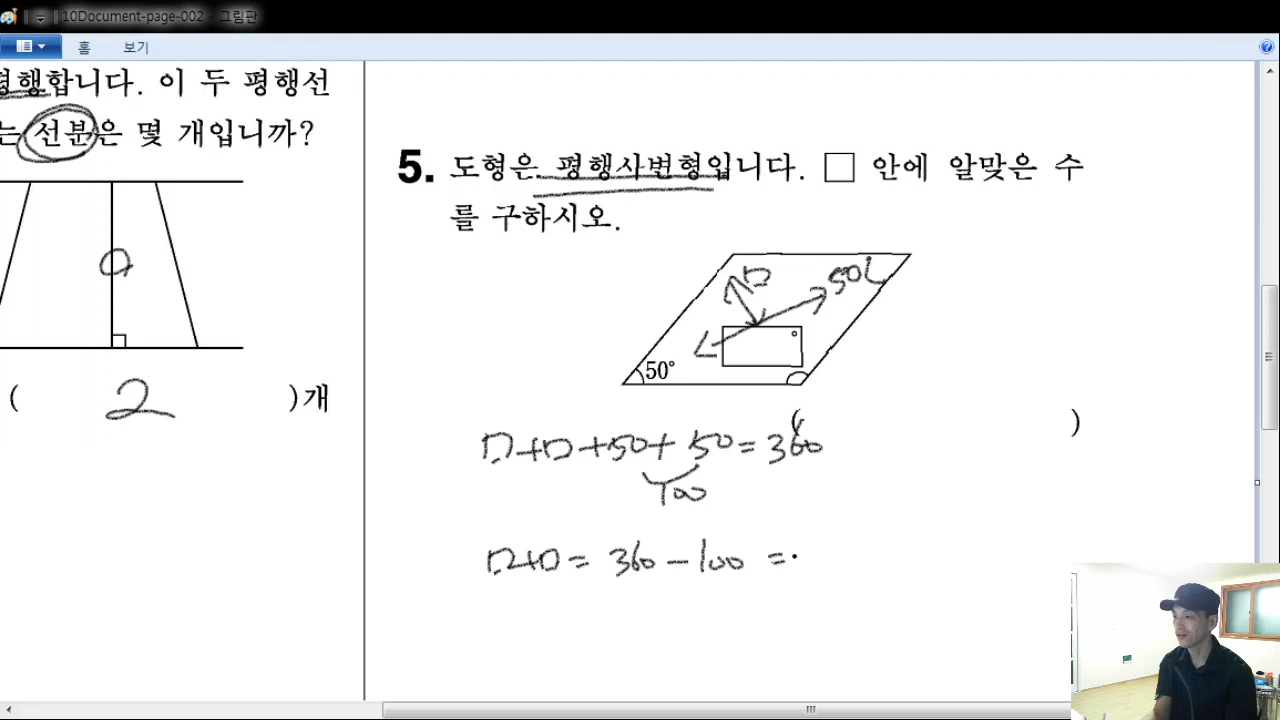 10Document-page-002 - 그림판
홈 보기
평행합니다. 이 두 평행선
는 선분은 몇 개입니까?
( 2 )개
5. 도형은 평행사변형입니다. □ 안에 알맞은 수
를 구하시오.
□ 50
50°
( )
□+□+50+50=360
100
□+□=360-100=